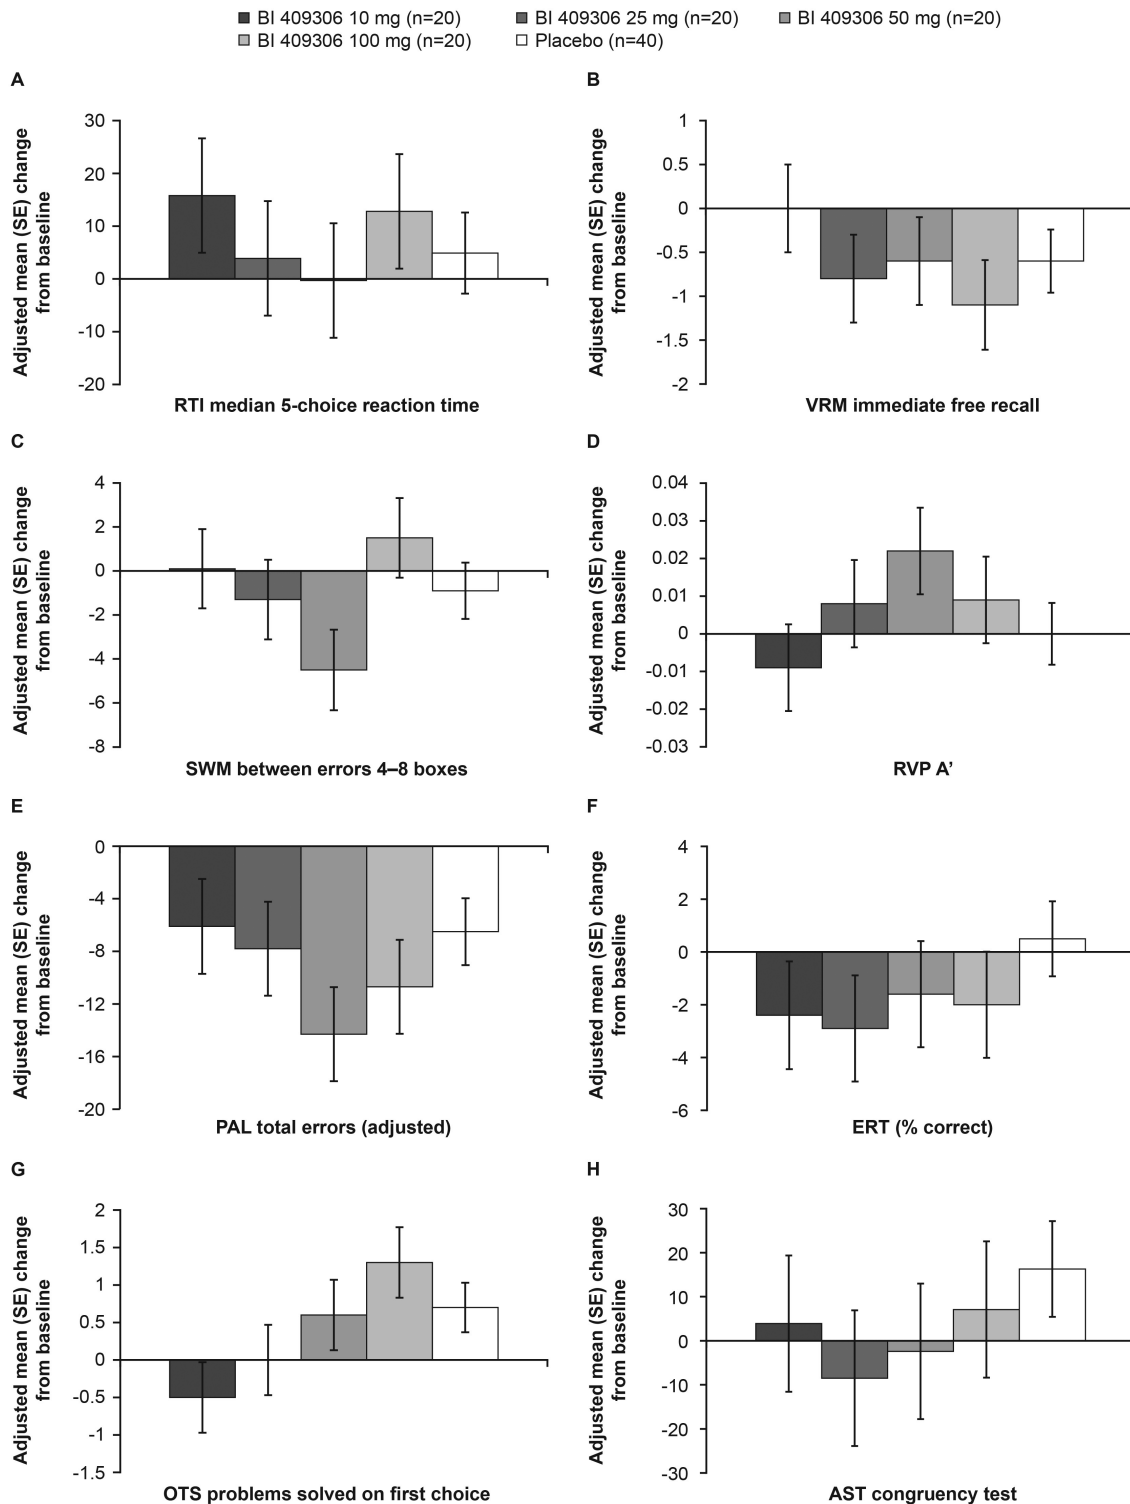 BI 409306 10 mg (n=20) BI 409306 25 mg (n=20) BI 409306 50 mg (n=20)
BI 409306 100 mg (n=20) Placebo (n=40)
A
Adjusted mean (SE) change
from baseline
30
20
10
0
-10
-20
RTI median 5-choice reaction time
B
Adjusted mean (SE) change
from baseline
1
0.5
0
-0.5
-1
-1.5
-2
VRM immediate free recall
C
Adjusted mean (SE) change
from baseline
4
2
0
-2
-4
-6
-8
SWM between errors 4–8 boxes
D
Adjusted mean (SE) change
from baseline
0.04
0.03
0.02
0.01
0
-0.01
-0.02
-0.03
RVP A’
E
Adjusted mean (SE) change
from baseline
0
-4
-8
-12
-16
-20
PAL total errors (adjusted)
F
Adjusted mean (SE) change
from baseline
4
2
0
-2
-4
-6
ERT (% correct)
G
Adjusted mean (SE) change
from baseline
2
1.5
1
0.5
0
-0.5
-1
-1.5
OTS problems solved on first choice
H
Adjusted mean (SE) change
from baseline
30
20
10
0
-10
-20
-30
AST congruency test